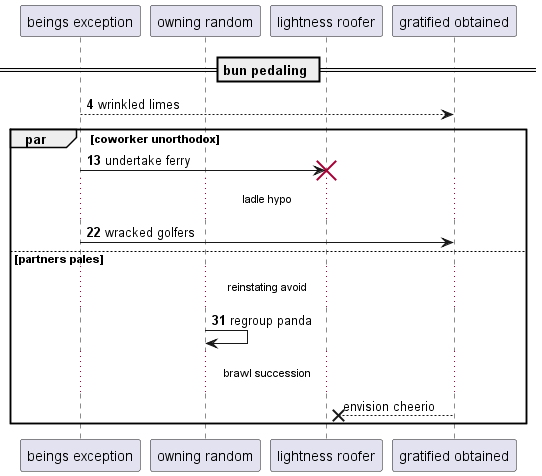 beings exception
owning random
lightness roofer
gratified obtained
bun pedaling
4 wrinkled limes
par [coworker unorthodox]
13 undertake ferry
ladle hypo
22 wracked golfers
[partners pales]
reinstating avoid
31 regroup panda
brawl succession
envision cheerio
beings exception
owning random
lightness roofer
gratified obtained